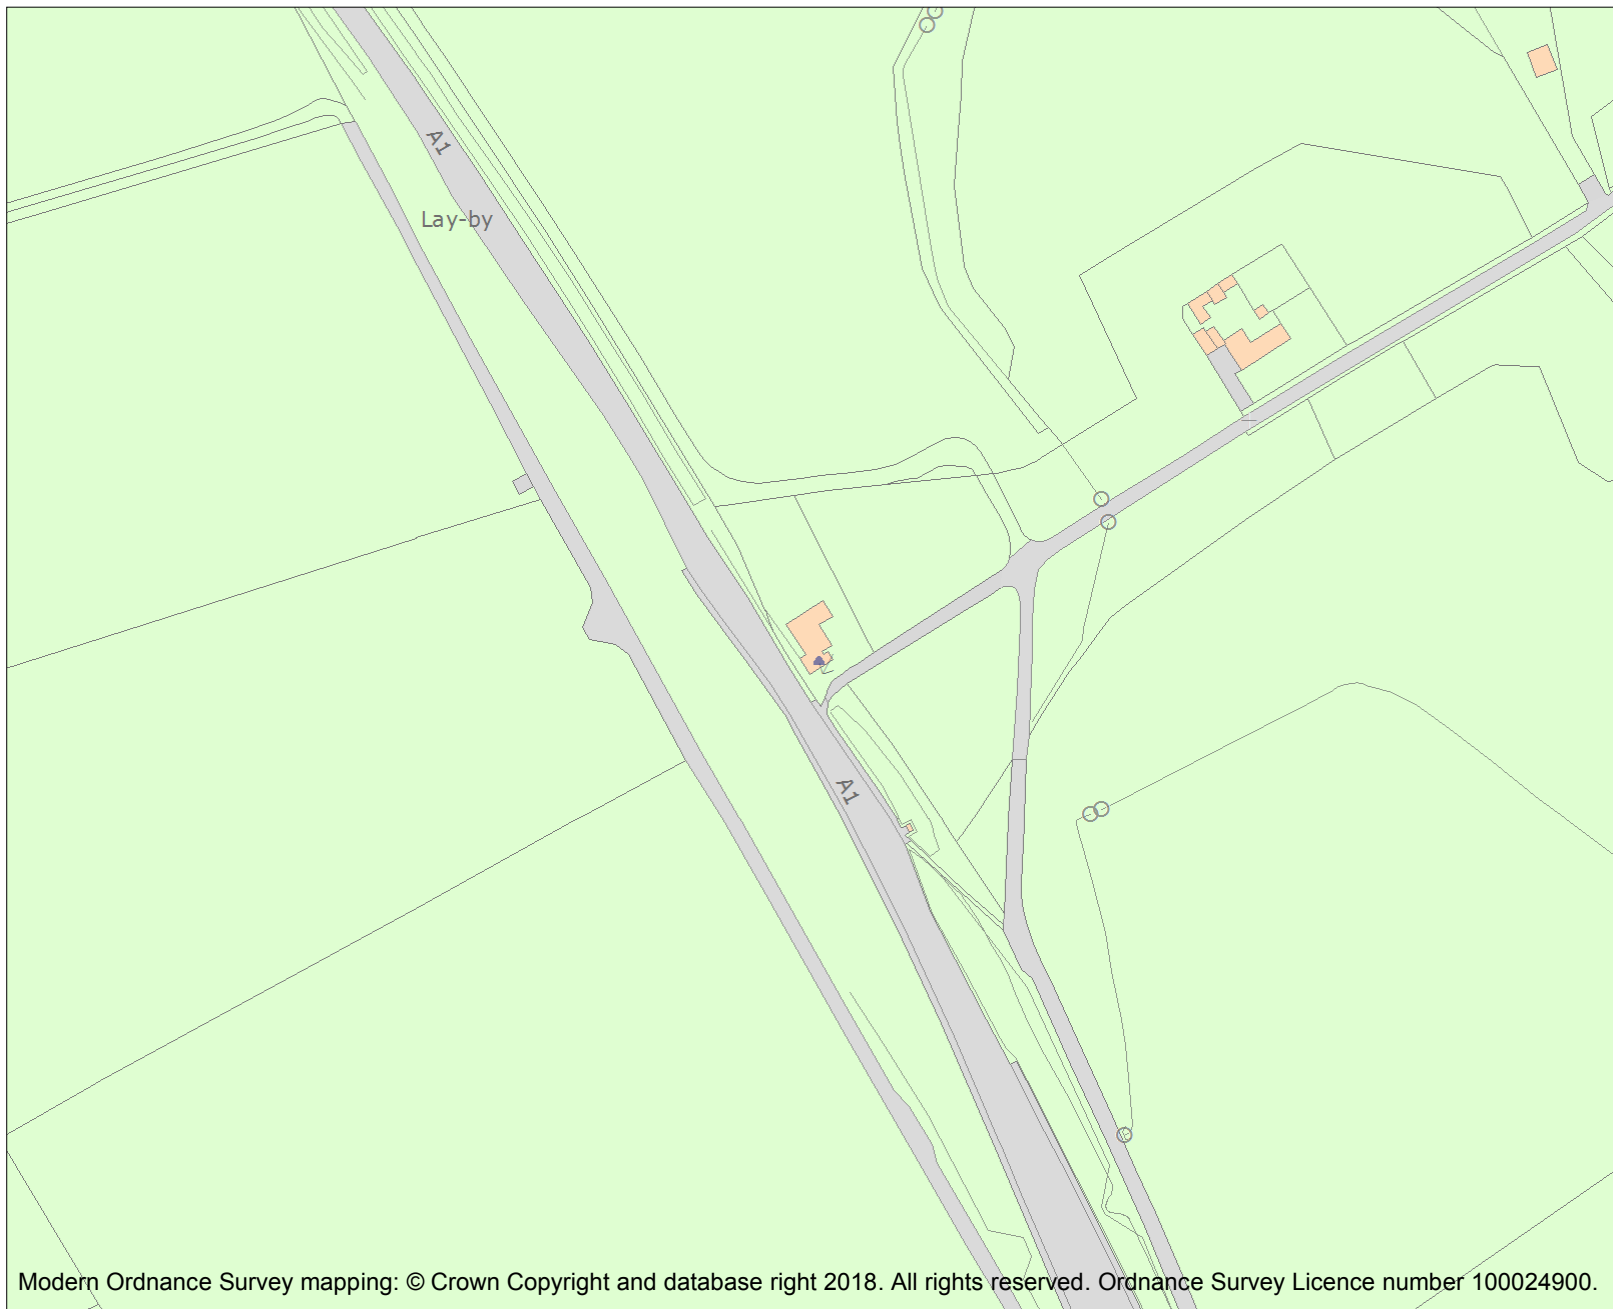 A1
Lay-by
A1
Modern Ordnance Survey mapping: © Crown Copyright and database right 2018. All rights reserved. Ordnance Survey Licence number 100024900.